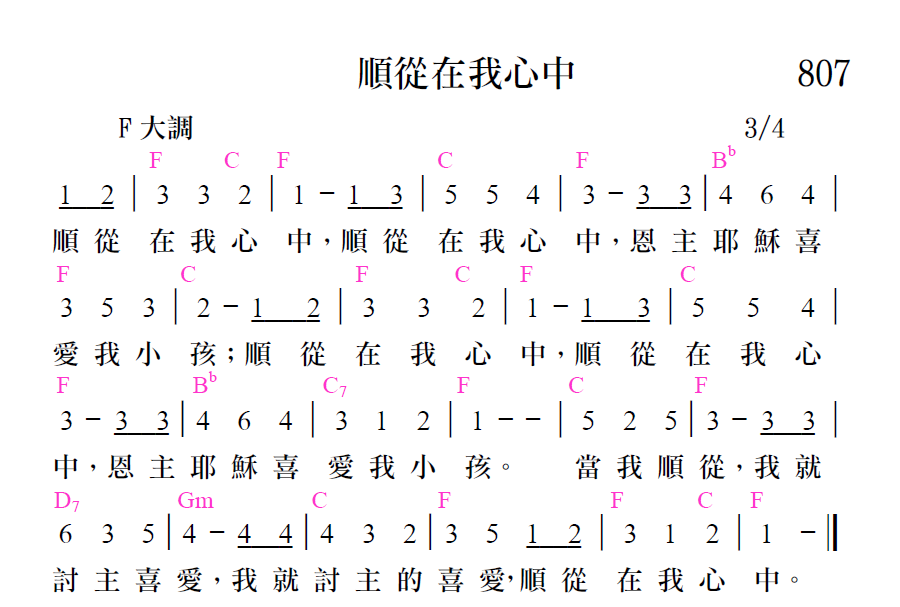 順從在我心中 807
F 大調 3/4
F C F C F Bb
1 2 | 3 3 2 | 1 – 1 3 | 5 5 4 | 3 – 3 3 | 4 6 4 |
順從 在我心 中，順從 在我心 中，恩主耶穌喜
F C F C F C
3 5 3 | 2 – 1 2 | 3 3 2 | 1 – 1 3 | 5 5 4 |
愛我小 孩；順從在我心 中，順從在我心
F Bb C7 F C F
3 – 3 3 | 4 6 4 | 3 1 2 | 1 – – | 5 2 5 | 3 – 3 3 |
中，恩主耶穌喜 愛我小 孩。 當我順從，我就
D7 Gm C F F C F
6 3 5 | 4 – 4 4 | 4 3 2 | 3 5 1 2 | 3 1 2 | 1 – ‖
討主喜愛，我就討主的喜愛，順從 在我心 中。